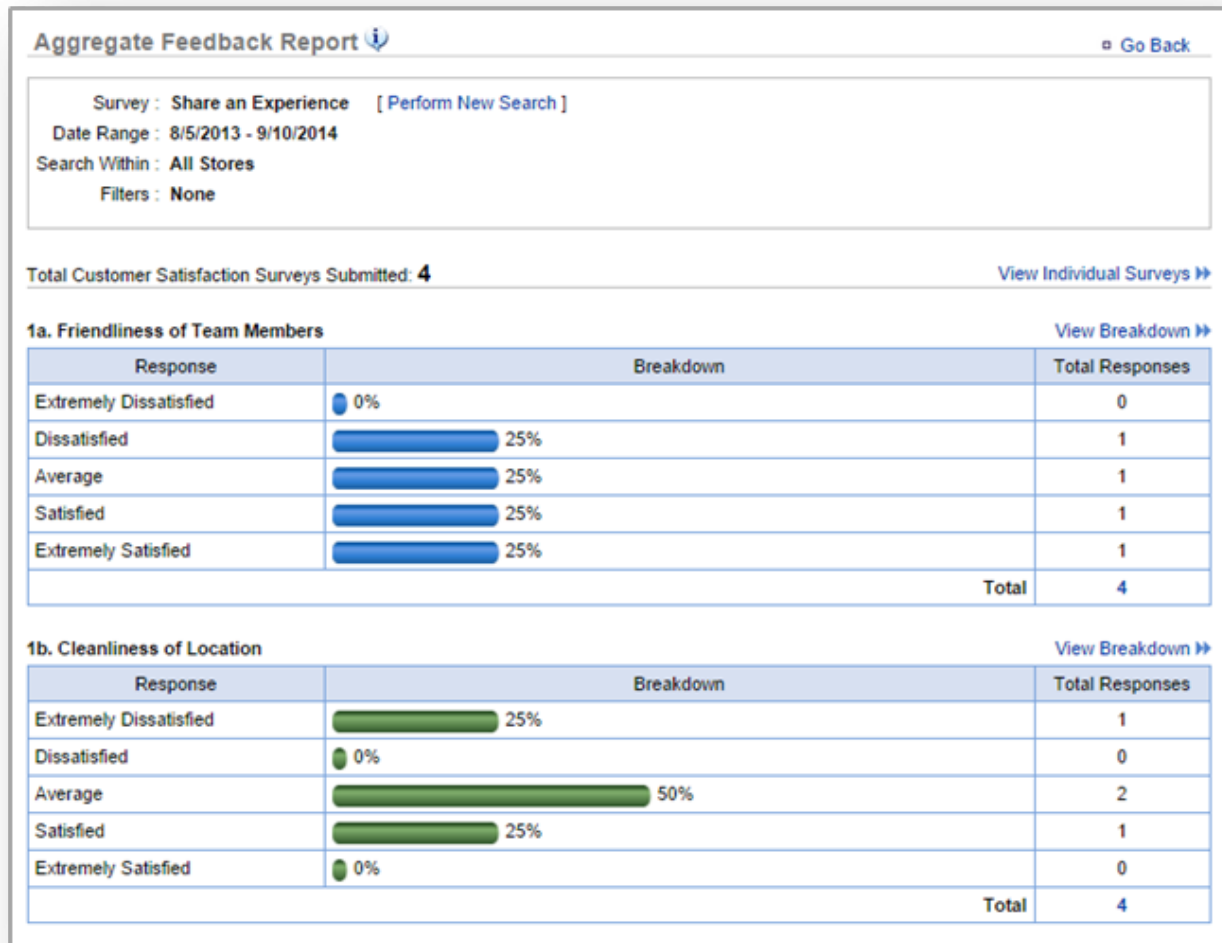 Aggregate Feedback Report
Go Back
Survey : Share an Experience [ Perform New Search ]
Date Range : 8/5/2013 - 9/10/2014
Search Within : All Stores
Filters : None
Total Customer Satisfaction Surveys Submitted: 4 View Individual Surveys
1a. Friendliness of Team Members View Breakdown
Response Breakdown Total Responses
Extremely Dissatisfied 0% 0
Dissatisfied 25% 1
Average 25% 1
Satisfied 25% 1
Extremely Satisfied 25% 1
Total 4
1b. Cleanliness of Location View Breakdown
Response Breakdown Total Responses
Extremely Dissatisfied 25% 1
Dissatisfied 0% 0
Average 50% 2
Satisfied 25% 1
Extremely Satisfied 0% 0
Total 4